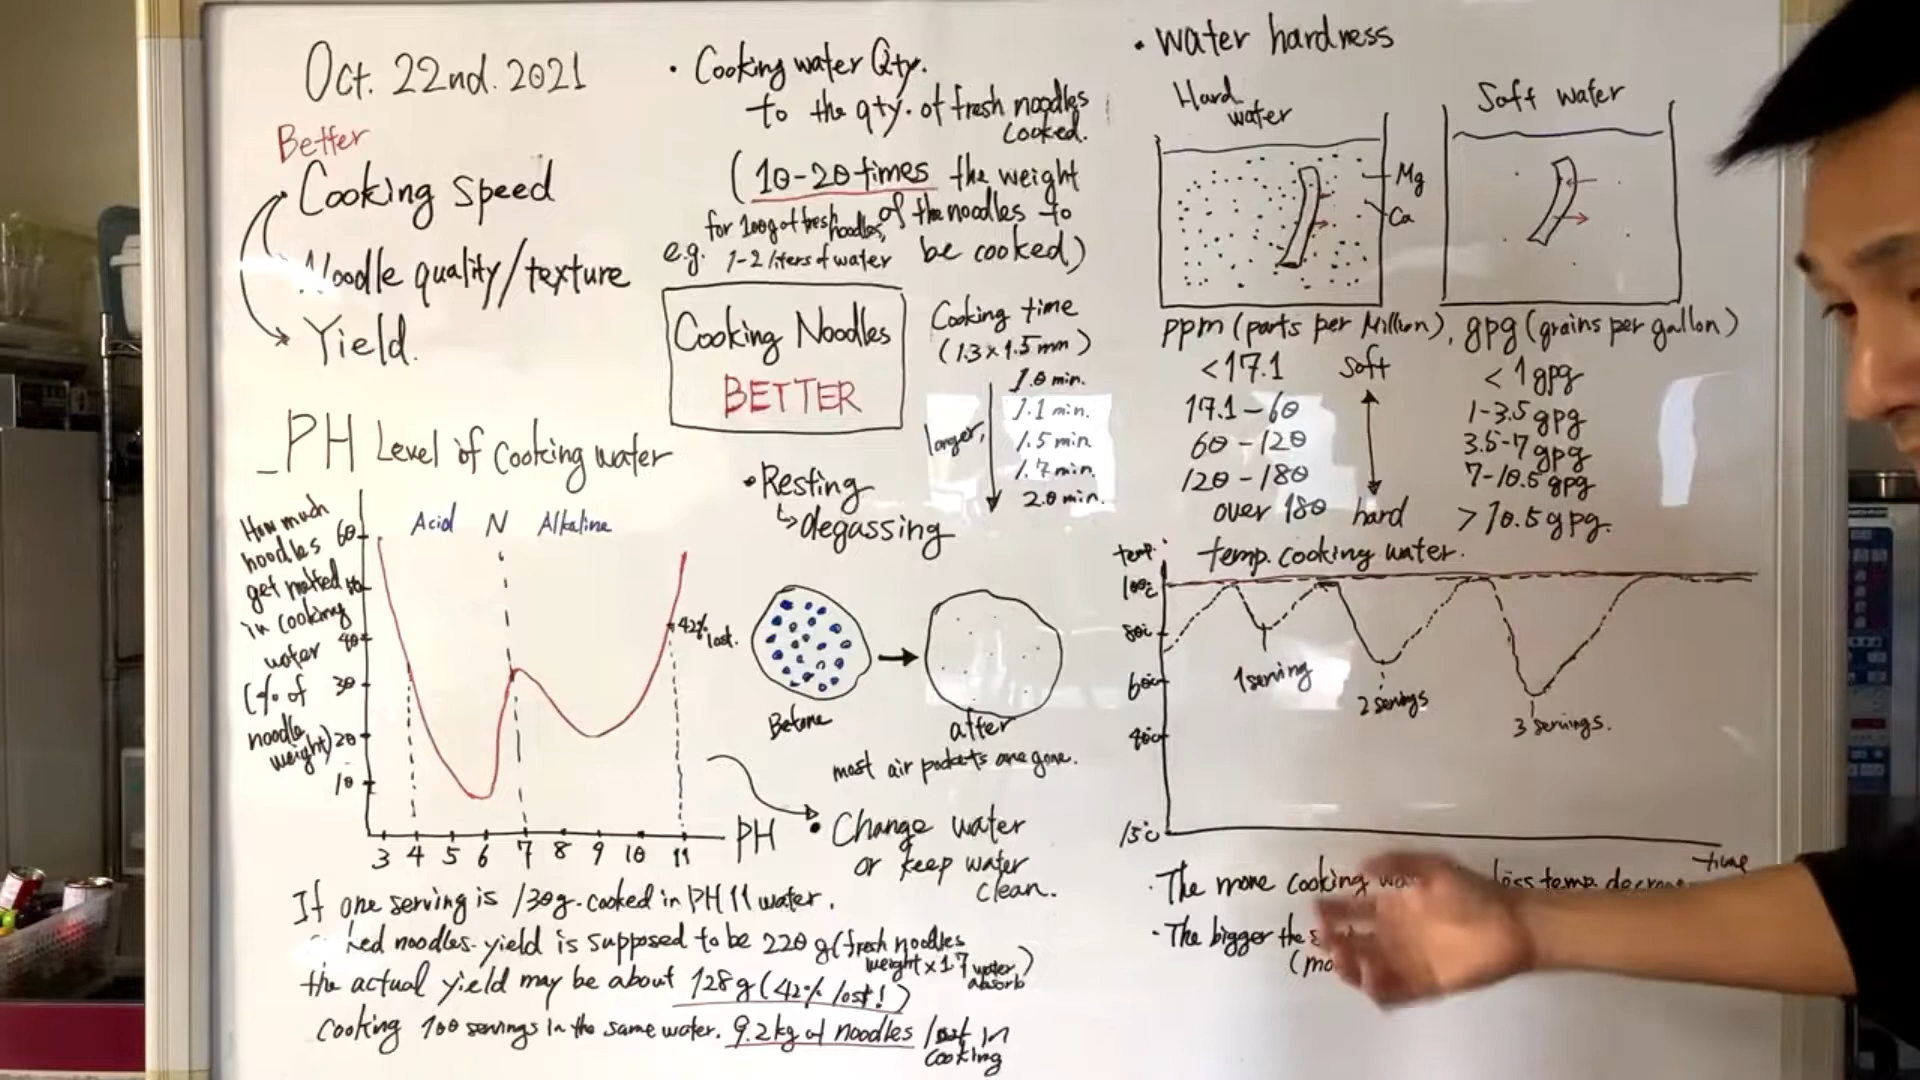 Oct. 22nd. 2021
Better
Cooking speed
Noodle quality/texture
Yield.
PH Level of cooking water
How much
noodles
get melted
in cooking
water
(% of
noodle
weight)
Acid N Alkaline
60
50
40
30
20
10
42%
lost.
3 4 5 6 7 8 9 10 11 PH
If one serving is 130g. cooked in PH 11 water.
noodles yield is supposed to be 220g (fresh noodles
weight x 1.7 water
absorb)
the actual yield may be about 128g (42% lost!)
Cooking 100 servings in the same water. 9.2kg of noodles lost in
cooking
• Cooking water Qty.
to the qty. of fresh noodles
cooked.
(10-20 times the weight
of the noodles to
be cooked)
for 100g of fresh noodles,
e.g. 1-2 liters of water
Cooking Noodles
BETTER
Cooking time
(1.3 x 1.5 mm)
1.0 min.
1.1 min.
1.5 min.
1.7 min.
2.0 min.
longer,
• Resting
↳ degassing
Before
after
most air pockets are gone.
• Change water
or keep water
clean.
• Water hardness
Hard
water
Soft water
Mg
Ca
ppm (parts per Million), gpg (grains per gallon)
<17.1 soft < 1 gpg
17.1 - 60 1-3.5 gpg
60 - 120 3.5-7 gpg
120 - 180 7-10.5 gpg
over 180 hard > 10.5 gpg.
temp. cooking water.
temp.
100℃
80℃
60℃
40℃
15℃
1 serving
2 servings
3 servings.
time
• The more cooking less temp.
• The bigger the